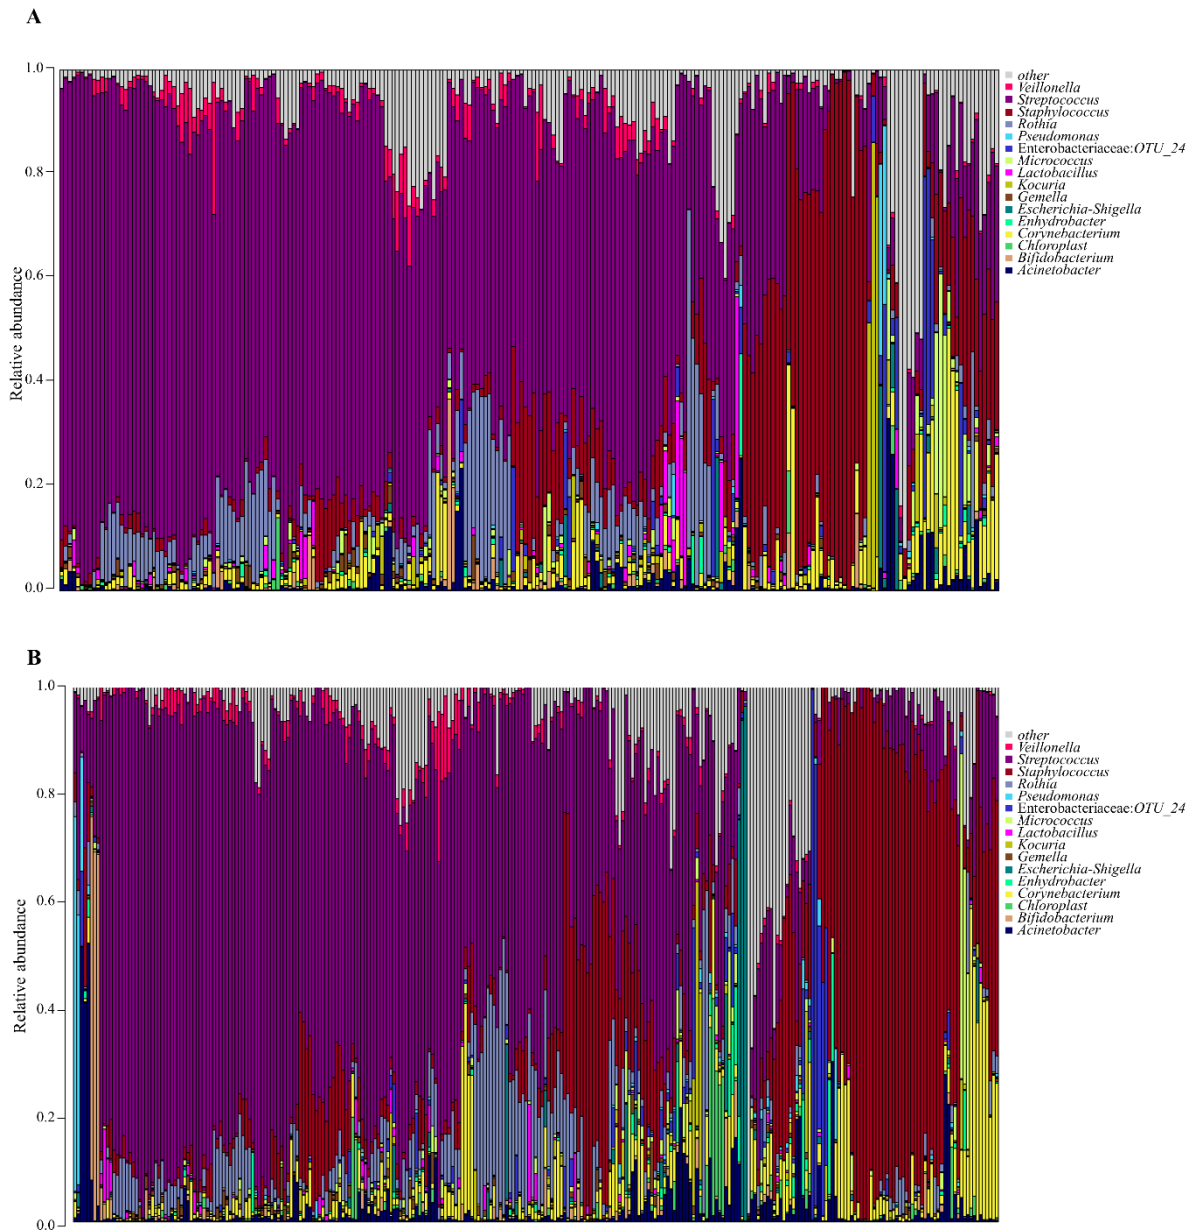 A
1.0
0.8
0.6
0.4
0.2
0.0
Relative abundance
other
Veillonella
Streptococcus
Staphylococcus
Rothia
Pseudomonas
Enterobacteriaceae:OTU_24
Micrococcus
Lactobacillus
Kocuria
Gemella
Escherichia-Shigella
Enhydrobacter
Corynebacterium
Chloroplast
Bifidobacterium
Acinetobacter
B
1.0
0.8
0.6
0.4
0.2
0.0
Relative abundance
other
Veillonella
Streptococcus
Staphylococcus
Rothia
Pseudomonas
Enterobacteriaceae:OTU_24
Micrococcus
Lactobacillus
Kocuria
Gemella
Escherichia-Shigella
Enhydrobacter
Corynebacterium
Chloroplast
Bifidobacterium
Acinetobacter